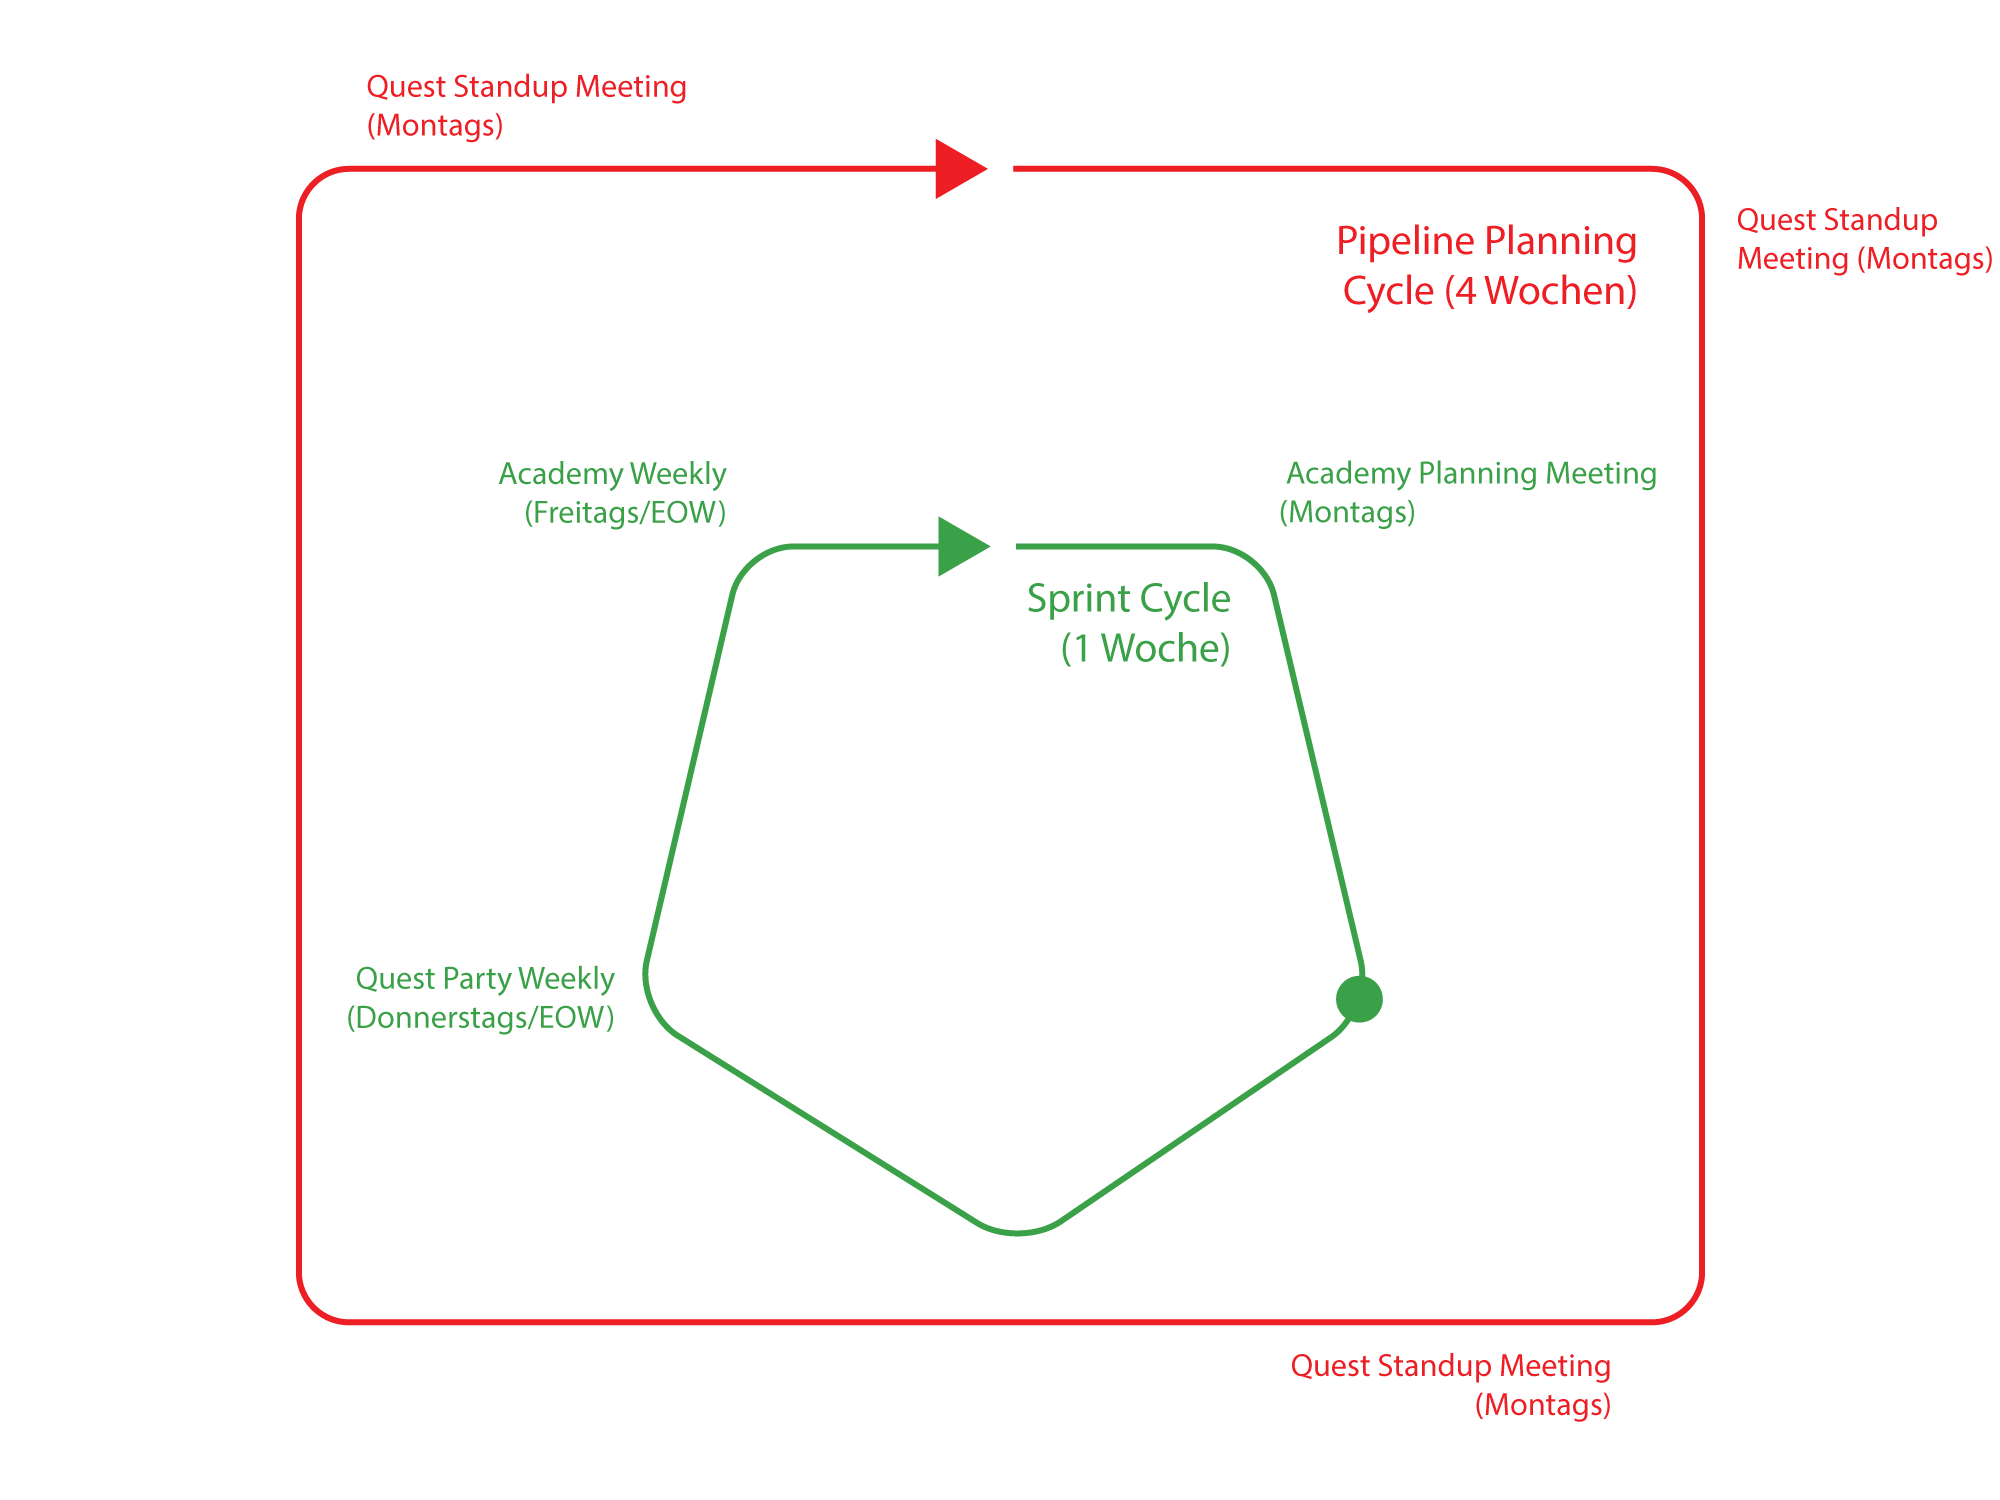 Quest Standup Meeting
(Montags)
Quest Standup
Meeting (Montags)
Pipeline Planning
Cycle (4 Wochen)
Academy Weekly
(Freitags/EOW)
Academy Planning Meeting
(Montags)
Sprint Cycle
(1 Woche)
Quest Party Weekly
(Donnerstags/EOW)
Quest Standup Meeting
(Montags)